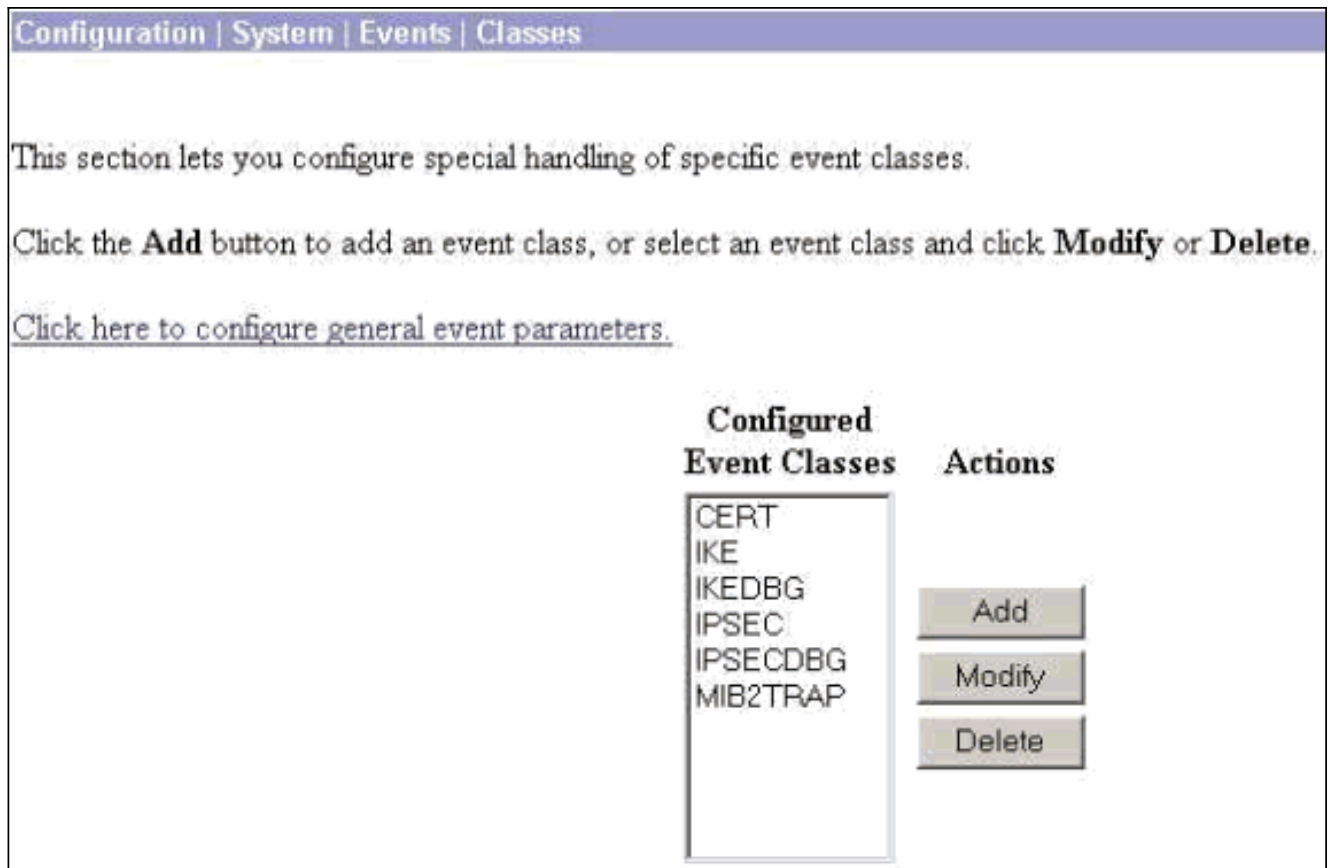 Configuration | System | Events | Classes
This section lets you configure special handling of specific event classes.
Click the Add button to add an event class, or select an event class and click Modify or Delete.
Click here to configure general event parameters.
Configured
Event Classes
Actions
CERT
IKE
IKEDBG
IPSEC
IPSECDBG
MIB2TRAP
Add
Modify
Delete